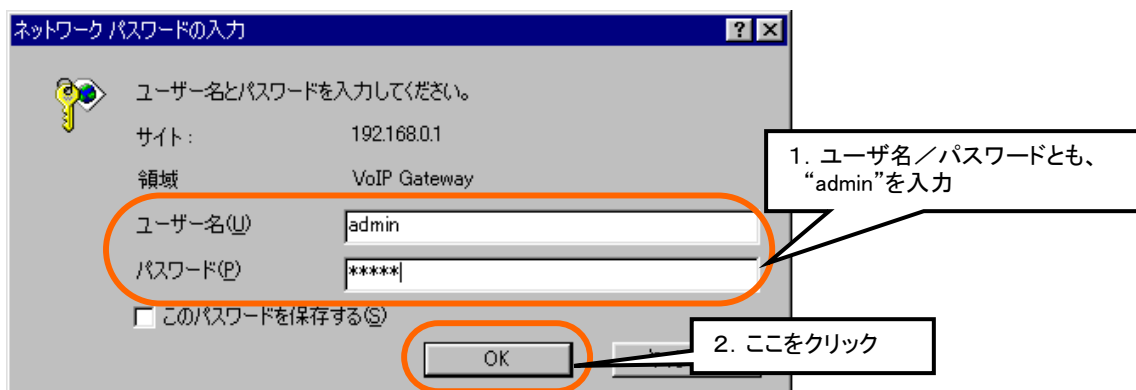 ネットワーク パスワードの入力
ユーザー名とパスワードを入力してください。
サイト:
192.168.0.1
領域
VoIP Gateway
ユーザー名(U)
admin
パスワード(P)
*****
このパスワードを保存する(S)
OK
1. ユーザ名/パスワードとも、
“admin”を入力
2. ここをクリック